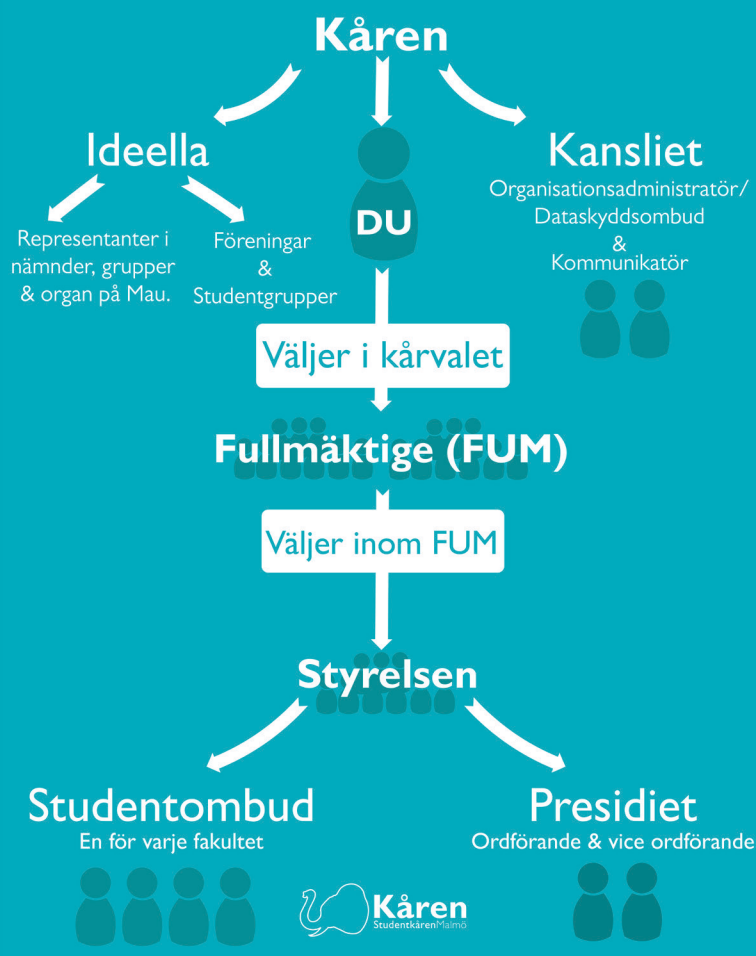 Kåren
Ideella
Representanter i
nämnder, grupper
& organ på Mau.
Föreningar
&
Studentgrupper
DU
Kansliet
Organisationsadministratör/
Dataskyddsombud
&
Kommunikatör
Väljer i kårvalet
Fullmäktige (FUM)
Väljer inom FUM
Styrelsen
Studentombud
En för varje fakultet
Presidiet
Ordförande & vice ordförande
Kåren
StudentkårenMalmö